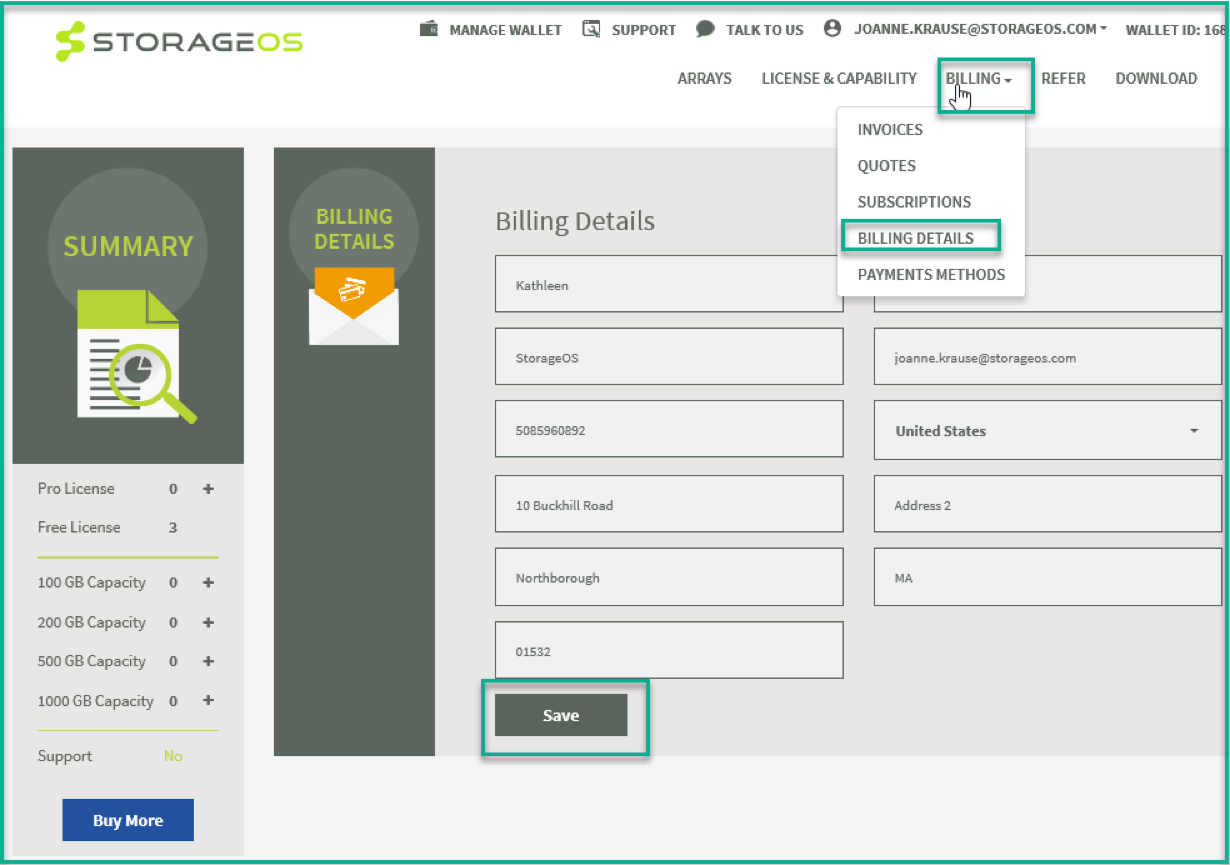 STORAGEOS
MANAGE WALLET SUPPORT TALK TO US JOANNE.KRAUSE@STORAGEOS.COM WALLET ID: 168
ARRAYS LICENSE & CAPABILITY BILLING REFER DOWNLOAD
INVOICES
QUOTES
SUBSCRIPTIONS
BILLING DETAILS
PAYMENTS METHODS
SUMMARY
Pro License 0 +
Free License 3
100 GB Capacity 0 +
200 GB Capacity 0 +
500 GB Capacity 0 +
1000 GB Capacity 0 +
Support No
Buy More
BILLING
DETAILS
Billing Details
Kathleen
StorageOS joanne.krause@storageos.com
5085960892 United States
10 Buckhill Road Address 2
Northborough MA
01532
Save